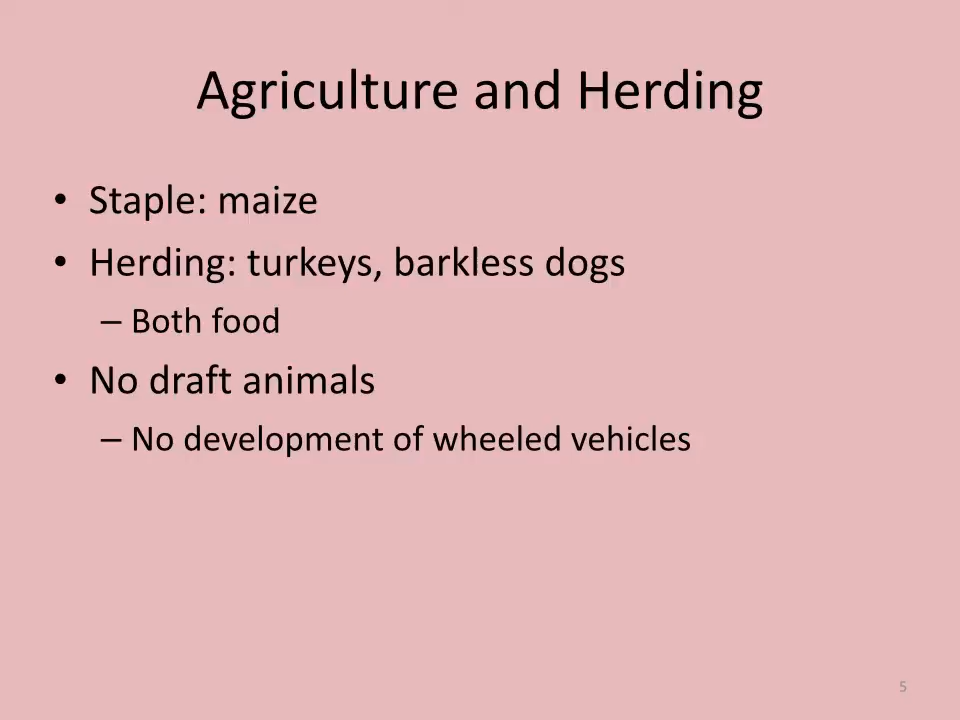 Agriculture and Herding
• Staple: maize
• Herding: turkeys, barkless dogs
– Both food
• No draft animals
– No development of wheeled vehicles
5